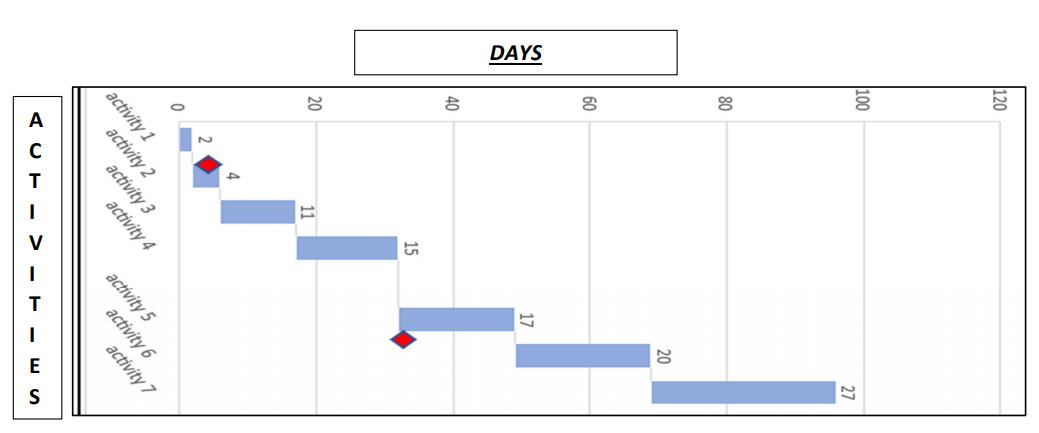 DAYS
0 20 40 60 80 100 120
A
C
T
I
V
I
T
I
E
S
activity 1
2
activity 2
4
activity 3
11
activity 4
15
activity 5
17
activity 6
20
activity 7
27